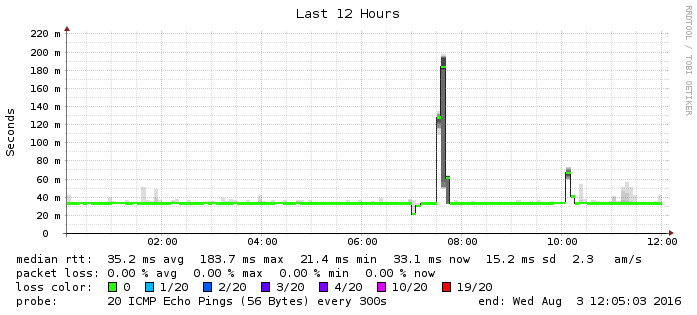 Last 12 Hours
RRDTOOL / TOBI OETIKER
Seconds
220 m
200 m
180 m
160 m
140 m
120 m
100 m
80 m
60 m
40 m
20 m
0
02:00 04:00 06:00 08:00 10:00 12:00
median rtt: 35.2 ms avg 183.7 ms max 21.4 ms min 33.1 ms now 15.2 ms sd 2.3 am/s
packet loss: 0.00 % avg 0.00 % max 0.00 % min 0.00 % now
loss color: 0 1/20 2/20 3/20 4/20 10/20 19/20
probe: 20 ICMP Echo Pings (56 Bytes) every 300s end: Wed Aug 3 12:05:03 2016